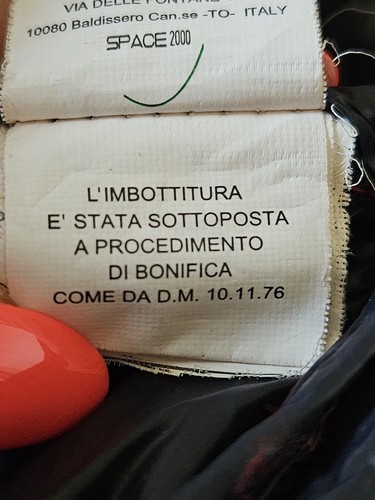 VIA DELLE FONTANE
10080 Baldissero Can.se -TO- ITALY
SPACE 2000
L'IMBOTTITURA
E' STATA SOTTOPOSTA
A PROCEDIMENTO
DI BONIFICA
COME DA D.M. 10.11.76